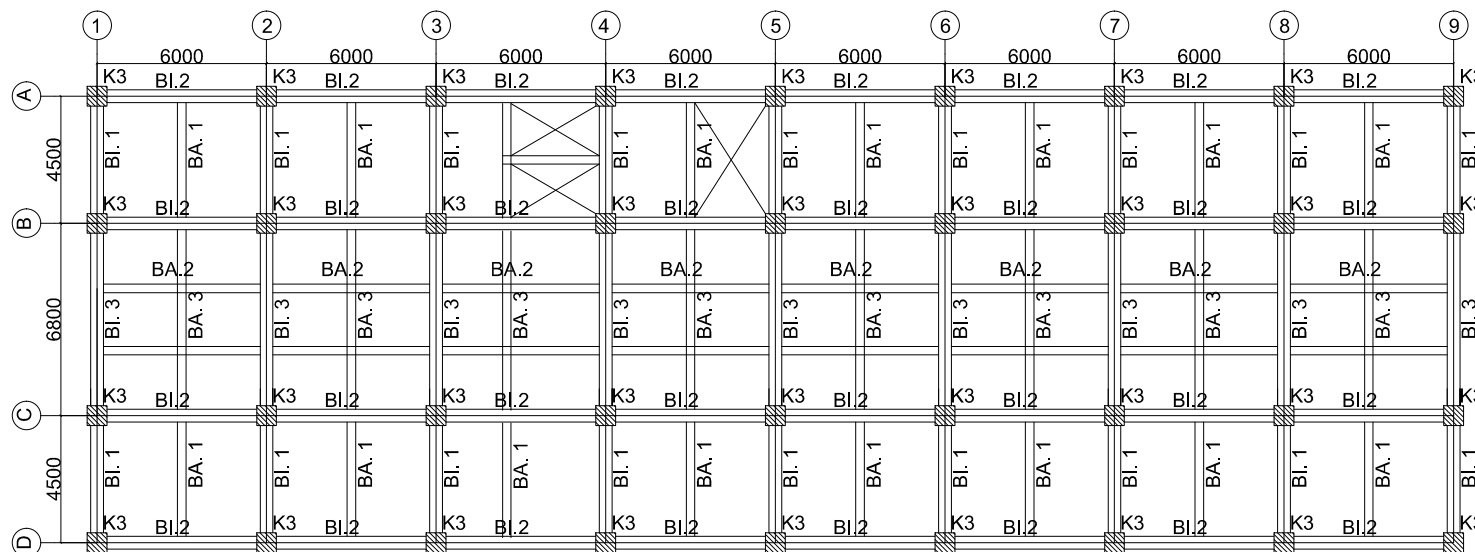 1 2 3 4 5 6 7 8 9
6000 6000 6000 6000 6000 6000 6000 6000
A K3 BI.2 K3 BI.2 K3 BI.2 K3 BI.2 K3 BI.2 K3 BI.2 K3 BI.2 K3 BI.2 K3
4500 BI. 1 BA. 1 BI. 1 BA. 1 BI. 1 BI. 1 BA. 1 BI. 1 BA. 1 BI. 1 BA. 1 BI. 1 BA. 1 BI. 1 BA. 1 BI. 1
B K3 BI.2 K3 BI.2 K3 BI.2 K3 BI.2 K3 BI.2 K3 BI.2 K3 BI.2 K3 BI.2 K3
BA.2 BA.2 BA.2 BA.2 BA.2 BA.2 BA.2 BA.2
6800 BI. 3 BA. 3 BI. 3 BA. 3 BI. 3 BA. 3 BI. 3 BA. 3 BI. 3 BA. 3 BI. 3 BA. 3 BI. 3 BA. 3 BI. 3 BA. 3 BI. 3
C K3 BI.2 K3 BI.2 K3 BI.2 K3 BI.2 K3 BI.2 K3 BI.2 K3 BI.2 K3 BI.2 K3
4500 BI. 1 BA. 1 BI. 1 BA. 1 BI. 1 BA. 1 BI. 1 BA. 1 BI. 1 BA. 1 BI. 1 BA. 1 BI. 1 BA. 1 BI. 1 BA. 1 BI. 1
D K3 BI.2 K3 BI.2 K3 BI.2 K3 BI.2 K3 BI.2 K3 BI.2 K3 BI.2 K3 BI.2 K3